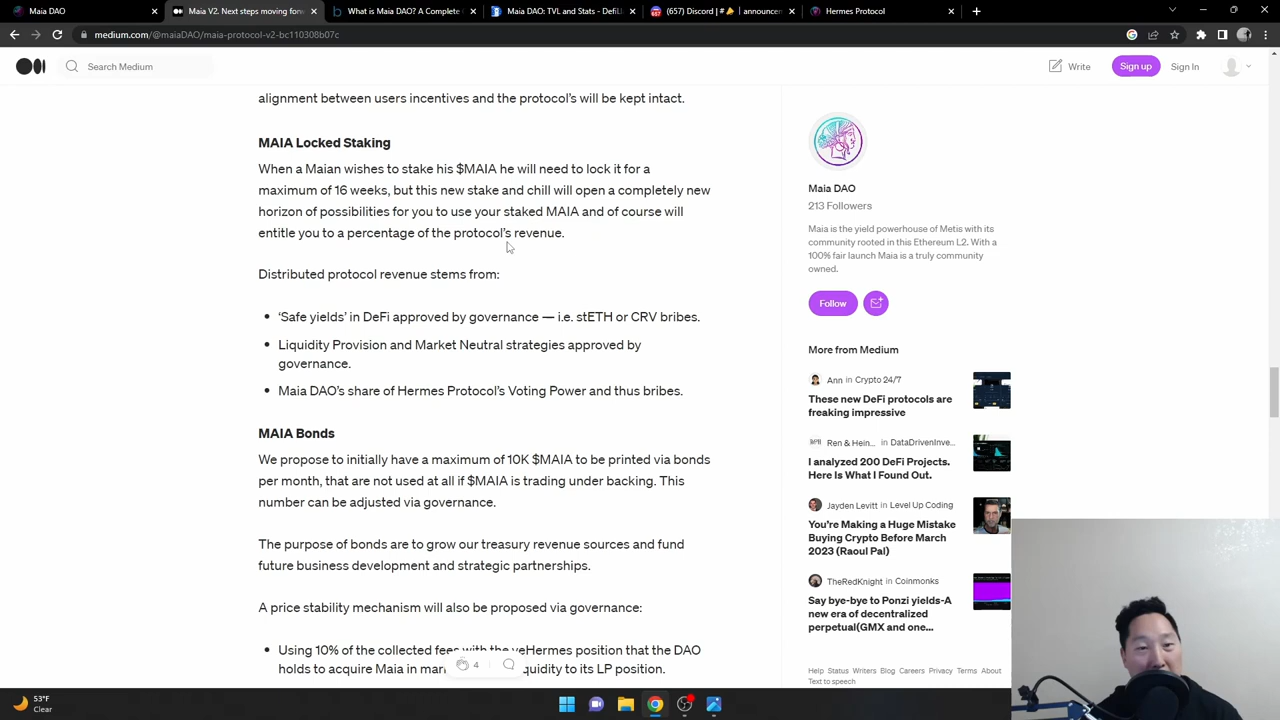 Maia DAO
Maia V2. Next steps moving forw
What is Maia DAO? A Complete G
Maia DAO: TVL and Stats - DefiLl
(657) Discord | #📣 | announcem
Hermes Protocol
medium.com/@maiaDAO/maia-protocol-v2-bc110308b07c
Search Medium
Write
Sign up
Sign In
alignment between users incentives and the protocol's will be kept intact.
MAIA Locked Staking
When a Maian wishes to stake his $MAIA he will need to lock it for a
maximum of 16 weeks, but this new stake and chill will open a completely new
horizon of possibilities for you to use your staked MAIA and of course will
entitle you to a percentage of the protocol's revenue.
Distributed protocol revenue stems from:
• 'Safe yields' in DeFi approved by governance — i.e. stETH or CRV bribes.
• Liquidity Provision and Market Neutral strategies approved by
governance.
• Maia DAO's share of Hermes Protocol's Voting Power and thus bribes.
MAIA Bonds
We propose to initially have a maximum of 10K $MAIA to be printed via bonds
per month, that are not used at all if $MAIA is trading under backing. This
number can be adjusted via governance.
The purpose of bonds are to grow our treasury revenue sources and fund
future business development and strategic partnerships.
A price stability mechanism will also be proposed via governance:
• Using 10% of the collected fees with the veHermes position that the DAO
holds to acquire Maia in mar quidity to its LP position.
4
Maia DAO
213 Followers
Maia is the yield powerhouse of Metis with its
community rooted in this Ethereum L2. With a
100% fair launch Maia is a truly community
owned.
Follow
More from Medium
Ann in Crypto 24/7
These new DeFi protocols are
freaking impressive
Ren & Hein... in DataDrivenInve...
I analyzed 200 DeFi Projects.
Here Is What I Found Out.
Jayden Levitt in Level Up Coding
You're Making a Huge Mistake
Buying Crypto Before March
2023 (Raoul Pal)
TheRedKnight in Coinmonks
Say bye-bye to Ponzi yields-A
new era of decentralized
perpetual(GMX and one...
Help Status Writers Blog Careers Privacy Terms About
Text to speech
53°F
Clear